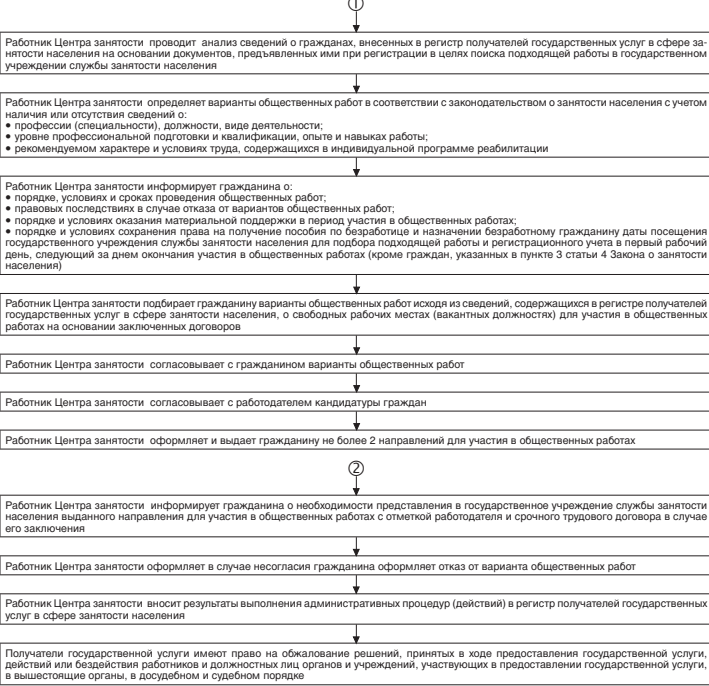 ①
Работник Центра занятости проводит анализ сведений о гражданах, внесенных в регистр получателей государственных услуг в сфере за-
нятости населения на основании документов, предъявленных ими при регистрации в целях поиска подходящей работы в государственном
учреждении службы занятости населения
Работник Центра занятости определяет варианты общественных работ в соответствии с законодательством о занятости населения с учетом
наличия или отсутствия сведений о:
• профессии (специальности), должности, виде деятельности;
• уровне профессиональной подготовки и квалификации, опыте и навыках работы;
• рекомендуемом характере и условиях труда, содержащихся в индивидуальной программе реабилитации
Работник Центра занятости информирует гражданина о:
• порядке, условиях и сроках проведения общественных работ;
• правовых последствиях в случае отказа от вариантов общественных работ;
• порядке и условиях оказания материальной поддержки в период участия в общественных работах;
• порядке и условиях сохранения права на получение пособия по безработице и назначении безработному гражданину даты посещения
государственного учреждения службы занятости населения для подбора подходящей работы и регистрационного учета в первый рабочий
день, следующий за днем окончания участия в общественных работах (кроме граждан, указанных в пункте 3 статьи 4 Закона о занятости
населения)
Работник Центра занятости подбирает гражданину варианты общественных работ исходя из сведений, содержащихся в регистре получателей
государственных услуг в сфере занятости населения, о свободных рабочих местах (вакантных должностях) для участия в общественных
работах на основании заключенных договоров
Работник Центра занятости согласовывает с гражданином варианты общественных работ
Работник Центра занятости согласовывает с работодателем кандидатуры граждан
Работник Центра занятости оформляет и выдает гражданину не более 2 направлений для участия в общественных работах
②
Работник Центра занятости информирует гражданина о необходимости представления в государственное учреждение службы занятости
населения выданного направления для участия в общественных работах с отметкой работодателя и срочного трудового договора в случае
его заключения
Работник Центра занятости оформляет в случае несогласия гражданина оформляет отказ от варианта общественных работ
Работник Центра занятости вносит результаты выполнения административных процедур (действий) в регистр получателей государственных
услуг в сфере занятости населения
Получатели государственной услуги имеют право на обжалование решений, принятых в ходе предоставления государственной услуги,
действий или бездействия работников и должностных лиц органов и учреждений, участвующих в предоставлении государственной услуги,
в вышестоящие органы, в досудебном и судебном порядке